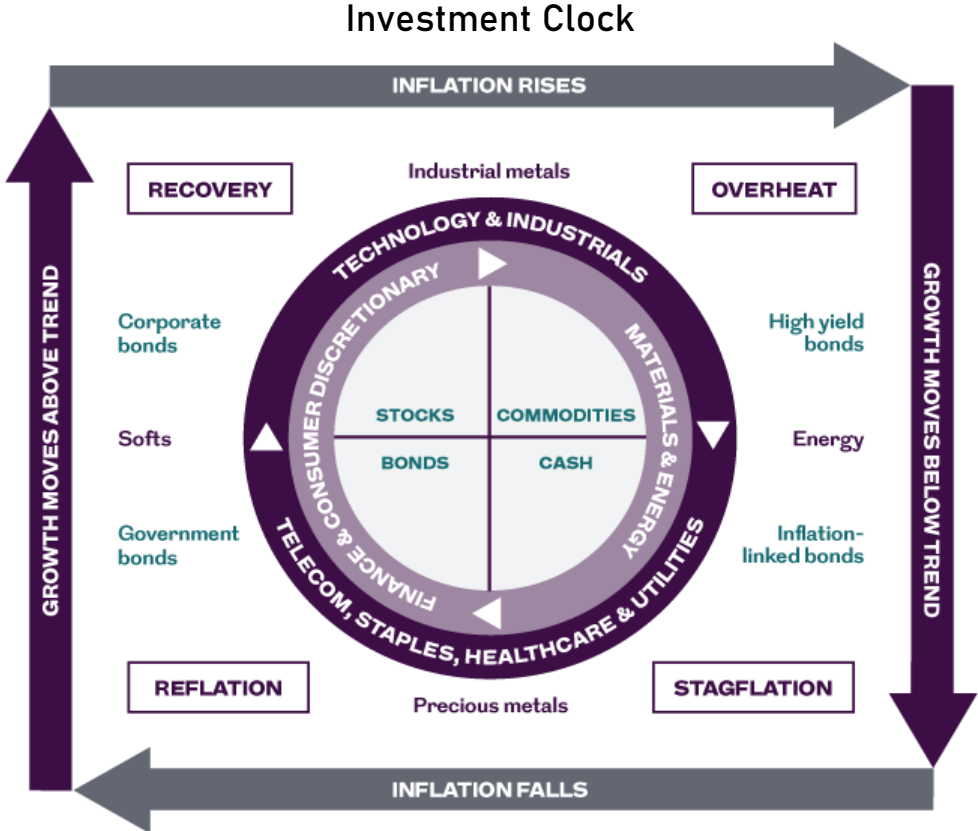 Investment Clock
INFLATION RISES
RECOVERY
Industrial metals
OVERHEAT
TECHNOLOGY & INDUSTRIALS
FINANCE & CONSUMER DISCRETIONARY
MATERIALS & ENERGY
GROWTH MOVES ABOVE TREND
GROWTH MOVES BELOW TREND
Corporate
bonds
High yield
bonds
STOCKS
COMMODITIES
Softs
Energy
BONDS
CASH
Government
bonds
Inflation-
linked bonds
TELECOM, STAPLES, HEALTHCARE & UTILITIES
REFLATION
Precious metals
STAGFLATION
INFLATION FALLS